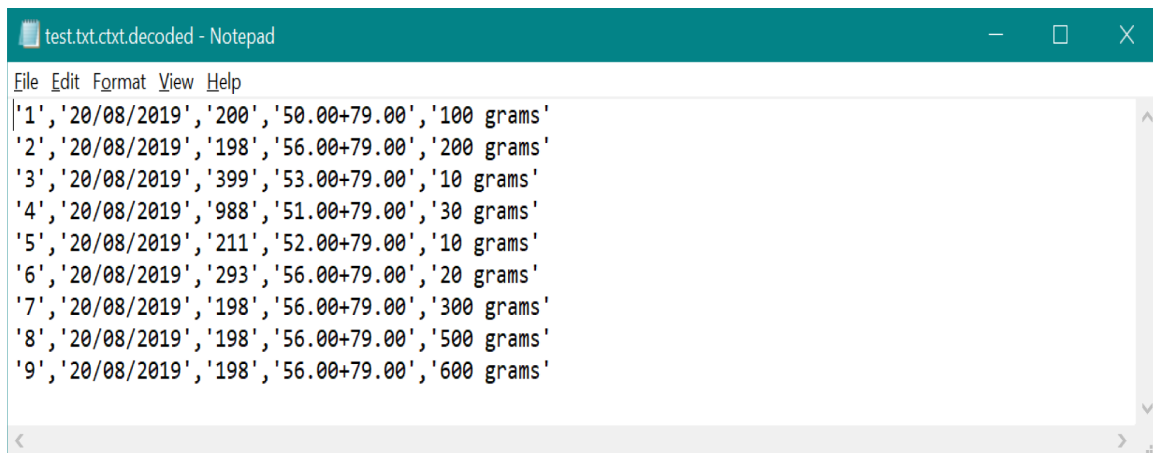 test.txt.ctxt.decoded - Notepad
File Edit Format View Help
'1','20/08/2019','200','50.00+79.00','100 grams'
'2','20/08/2019','198','56.00+79.00','200 grams'
'3','20/08/2019','399','53.00+79.00','10 grams'
'4','20/08/2019','988','51.00+79.00','30 grams'
'5','20/08/2019','211','52.00+79.00','10 grams'
'6','20/08/2019','293','56.00+79.00','20 grams'
'7','20/08/2019','198','56.00+79.00','300 grams'
'8','20/08/2019','198','56.00+79.00','500 grams'
'9','20/08/2019','198','56.00+79.00','600 grams'